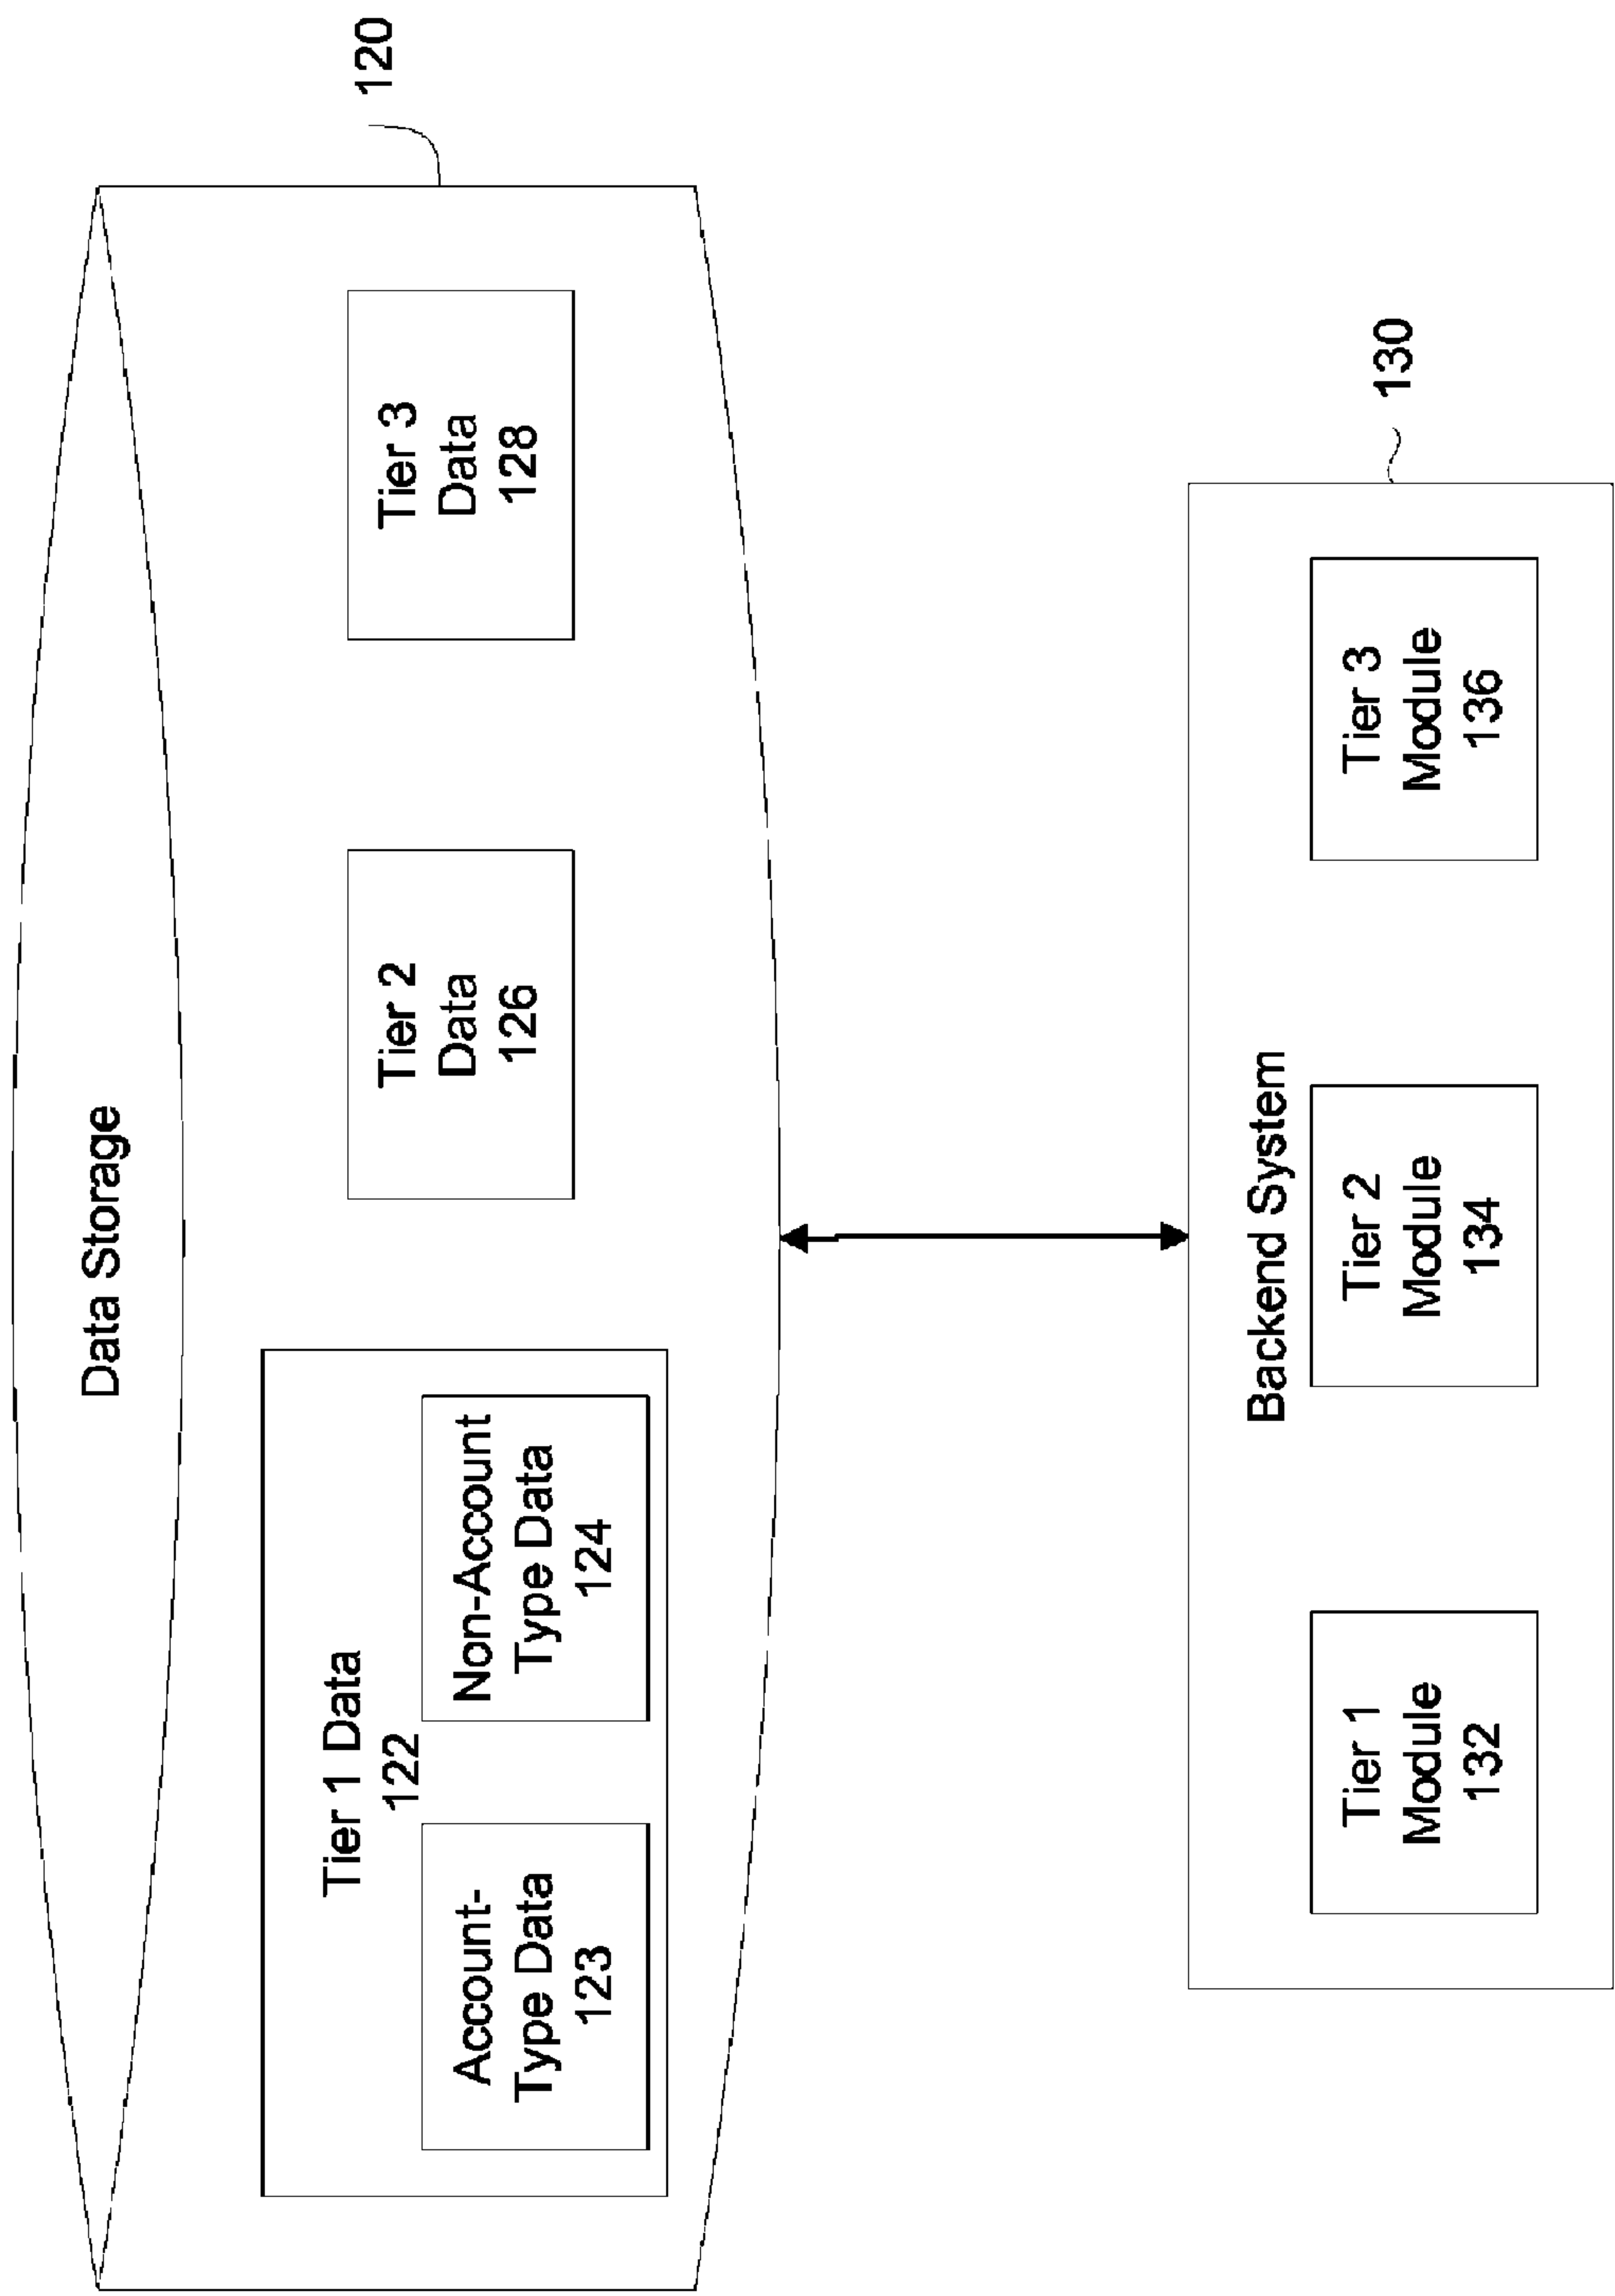 Data Storage
120
Tier 1 Data
122
Account-
Type Data
123
Non-Account
Type Data
124
Tier 2
Data
126
Tier 3
Data
128
Backend System
130
Tier 1
Module
132
Tier 2
Module
134
Tier 3
Module
136